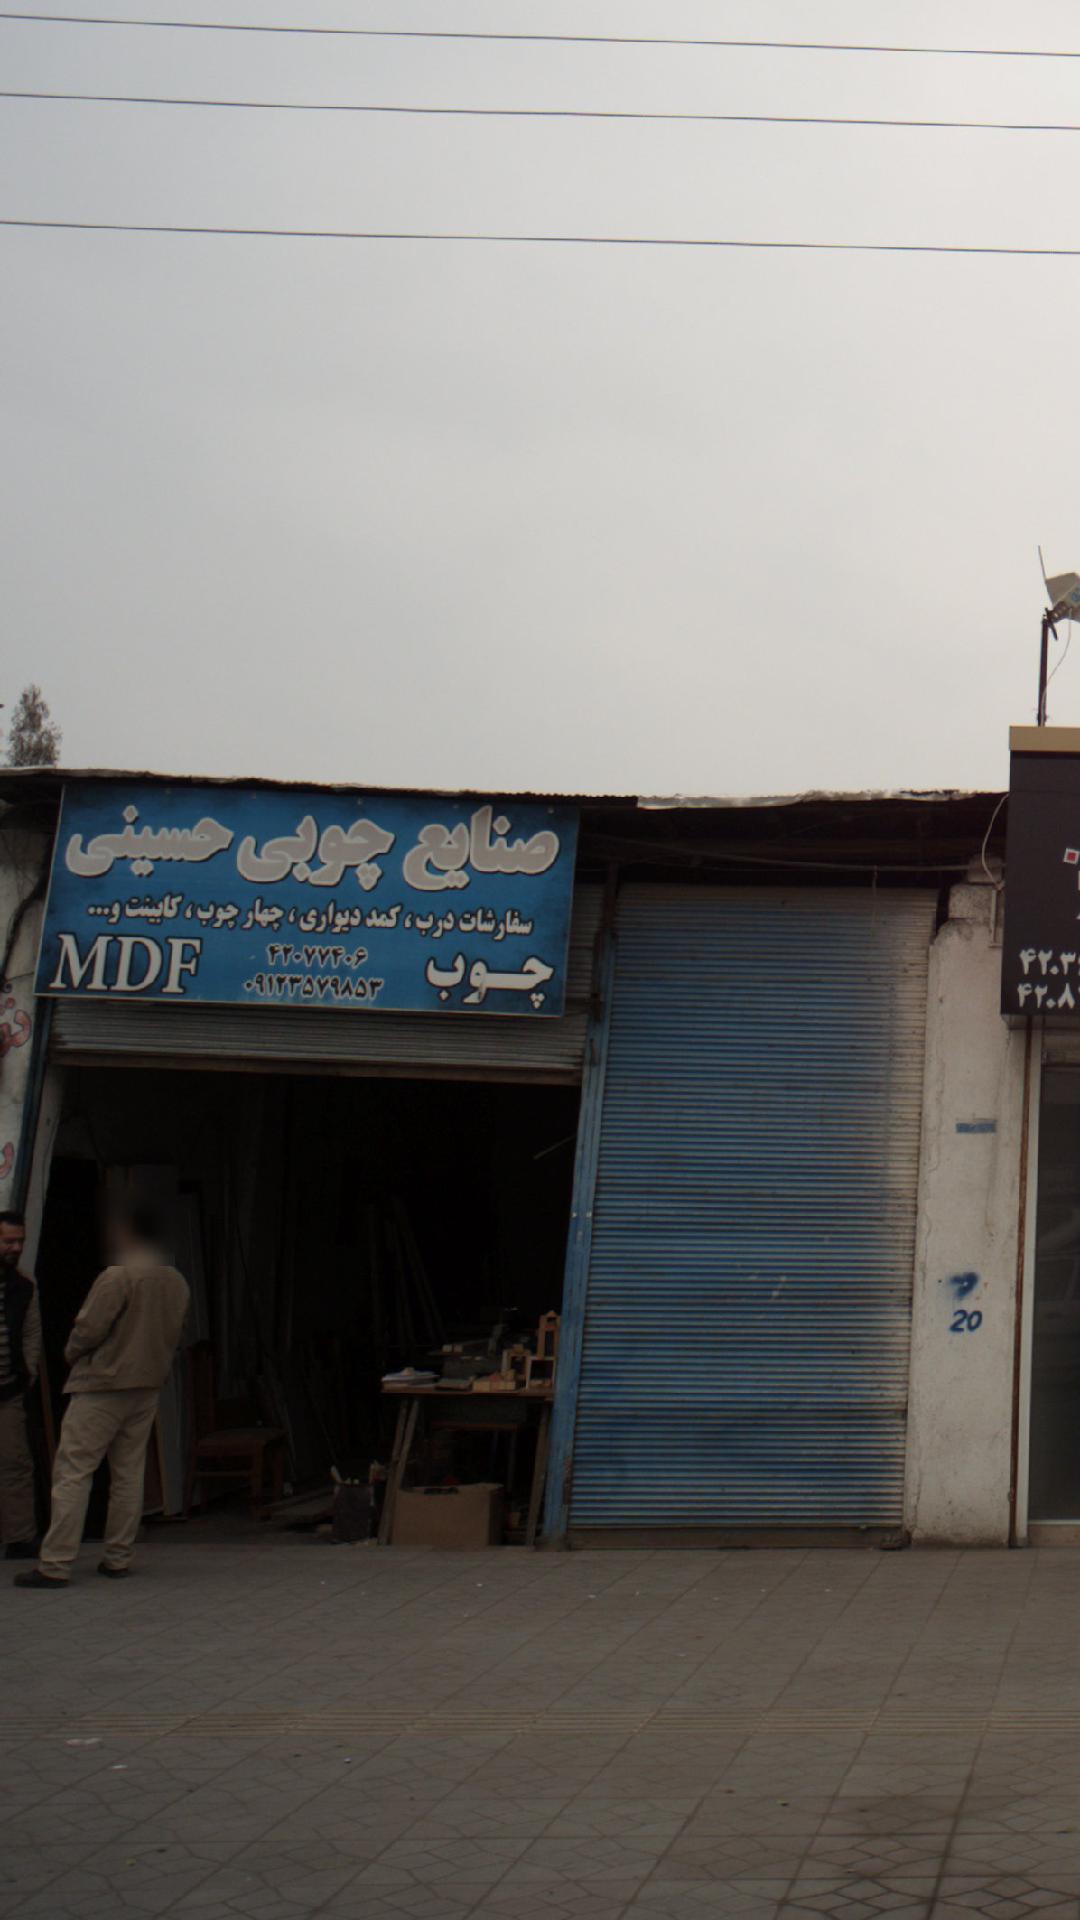 صنایع چوبی حسینی
سفارشات درب، کمد دیواری، چهار چوب، کابینت و...
چوب
۴۲۰۷۷۴۰۶
۰۹۱۲۳۵۷۹۸۵۳
MDF
20